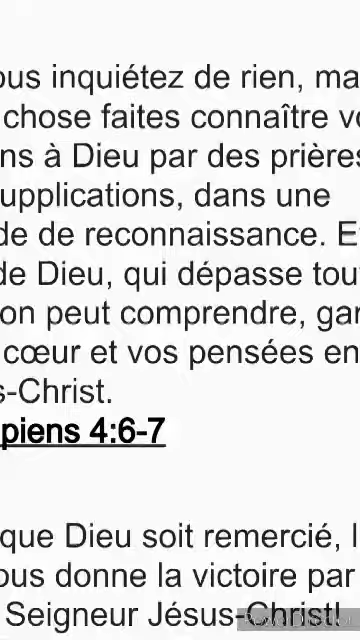 ous inquiétez de rien, ma
chose faites connaître v
ns à Dieu par des prières
upplications, dans une
de de reconnaissance. E
de Dieu, qui dépasse tou
on peut comprendre, gar
cœur et vos pensées en
s-Christ.
piens 4:6-7
que Dieu soit remercié, l
ous donne la victoire par
Seigneur Jésus-Christ!